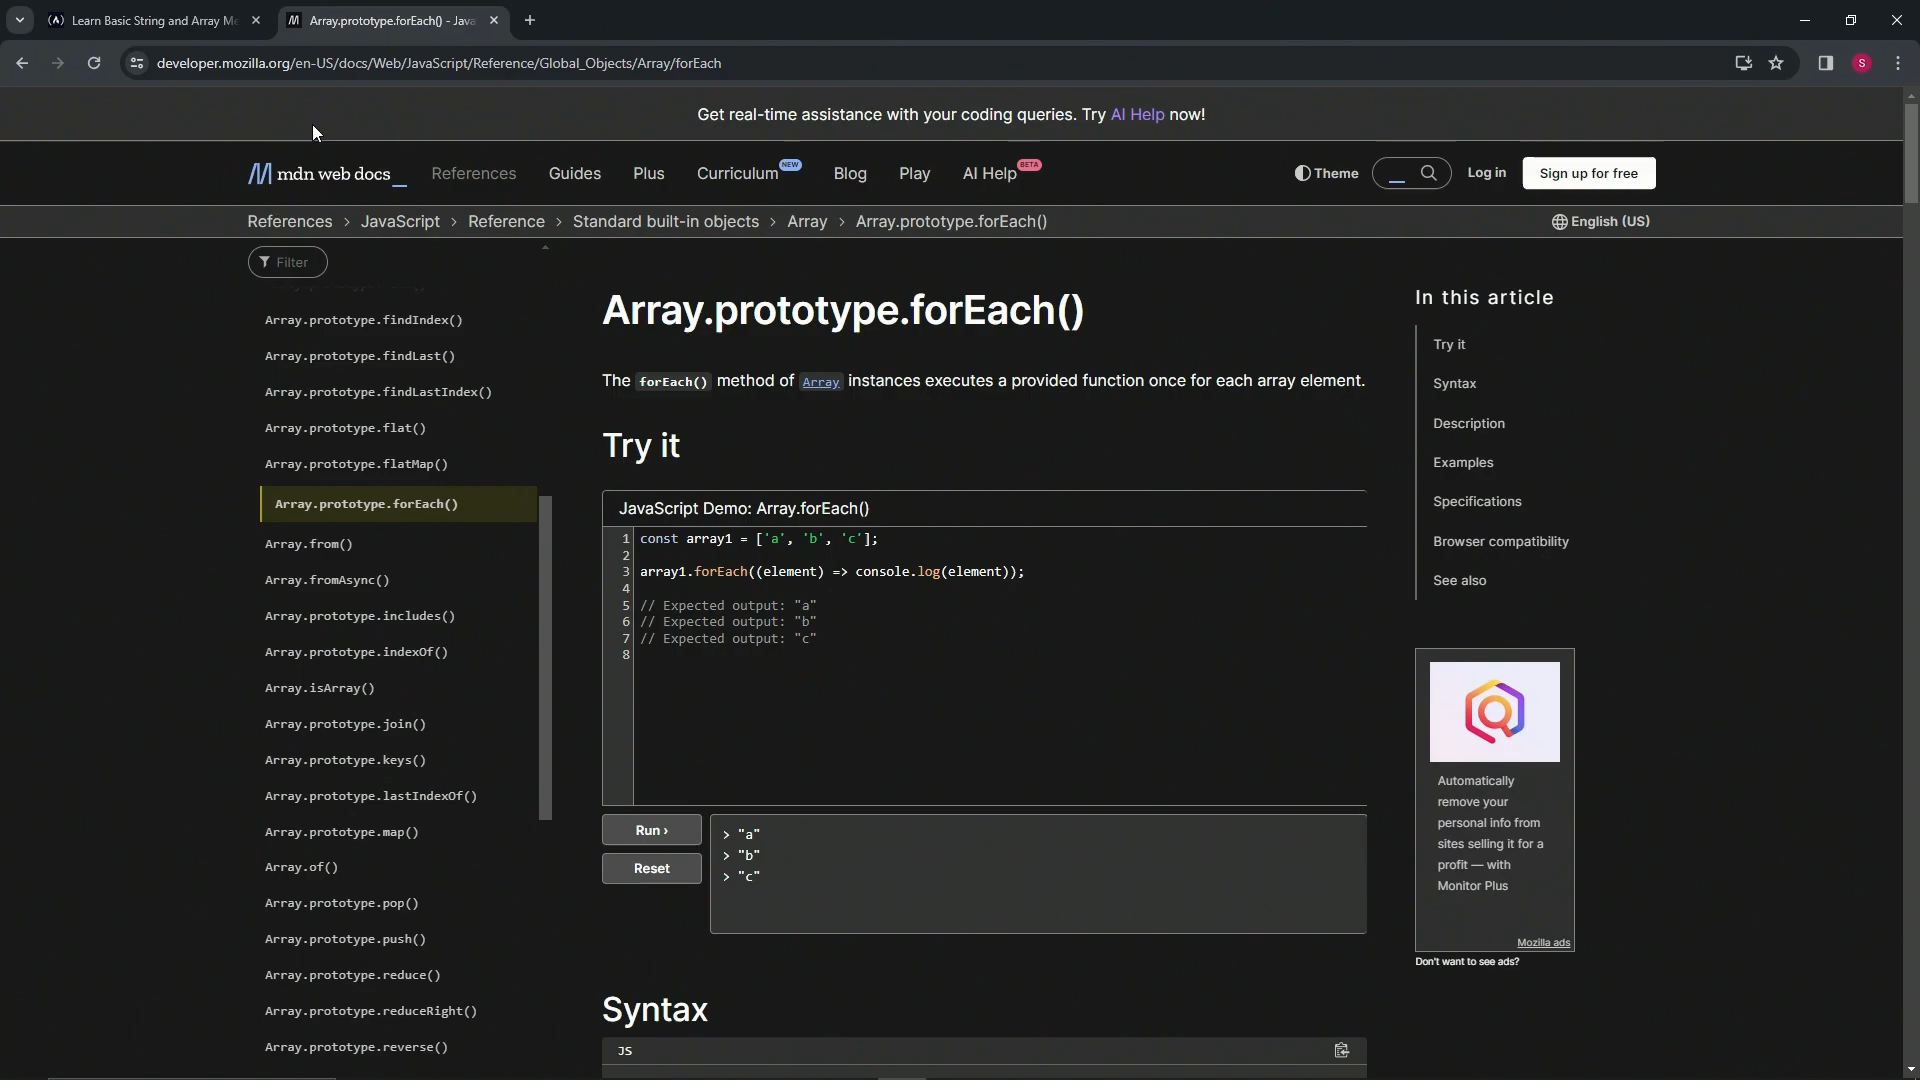 Learn Basic String and Array Me
Array.prototype.forEach() - Java
developer.mozilla.org/en-US/docs/Web/JavaScript/Reference/Global_Objects/Array/forEach
S
Get real-time assistance with your coding queries. Try AI Help now!
mdn web docs_
References
Guides
Plus
Curriculum NEW
Blog
Play
AI Help BETA
Theme
Log in
Sign up for free
References > JavaScript > Reference > Standard built-in objects > Array > Array.prototype.forEach()
English (US)
Filter
Array.prototype.findIndex()
Array.prototype.findLast()
Array.prototype.findLastIndex()
Array.prototype.flat()
Array.prototype.flatMap()
Array.prototype.forEach()
Array.from()
Array.fromAsync()
Array.prototype.includes()
Array.prototype.indexOf()
Array.isArray()
Array.prototype.join()
Array.prototype.keys()
Array.prototype.lastIndexOf()
Array.prototype.map()
Array.of()
Array.prototype.pop()
Array.prototype.push()
Array.prototype.reduce()
Array.prototype.reduceRight()
Array.prototype.reverse()
Array.prototype.forEach()
The forEach() method of Array instances executes a provided function once for each array element.
Try it
JavaScript Demo: Array.forEach()
1 const array1 = ['a', 'b', 'c'];
2
3 array1.forEach((element) => console.log(element));
4
5 // Expected output: "a"
6 // Expected output: "b"
7 // Expected output: "c"
8
Run ›
Reset
> "a"
> "b"
> "c"
Syntax
JS
In this article
Try it
Syntax
Description
Examples
Specifications
Browser compatibility
See also
Automatically
remove your
personal info from
sites selling it for a
profit — with
Monitor Plus
Mozilla ads
Don't want to see ads?